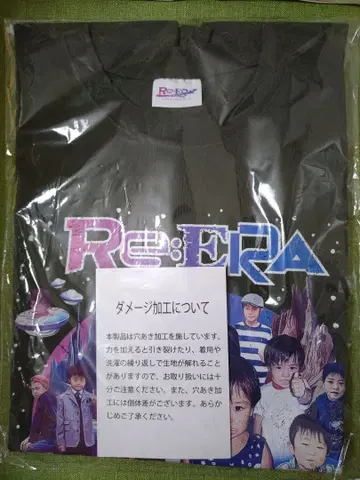 Re:ERA
Re:ERA
ダメージ加工について
本製品は穴あき加工を施しています。
力を加えると引き裂けたり、着用や
洗濯の繰り返しで生地が解れること
がありますので、お取り扱いには十
分ご注意ください。また、穴あき加工
には個体差がございます。あらか
じめご了承ください。